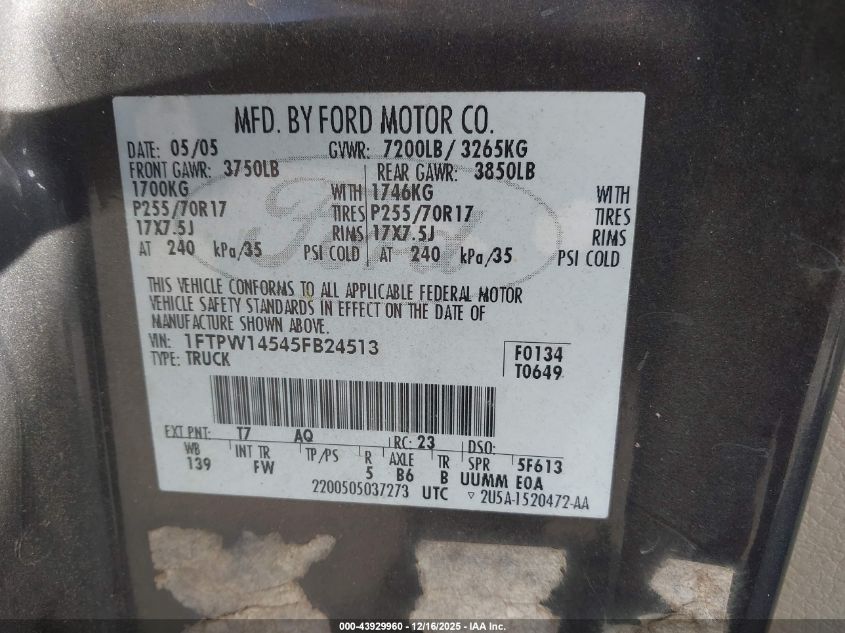 MFD. BY FORD MOTOR CO.
DATE: 05/05 GVWR: 7200LB/ 3265KG
FRONT GAWR: 3750LB REAR GAWR: 3850LB
1700KG WITH 1746KG WITH
P255/70R17 TIRES P255/70R17 TIRES
17X7.5J RIMS 17X7.5J RIMS
AT 240 kPa/35 PSI COLD AT 240 kPa/35 PSI COLD
Ford
THIS VEHICLE CONFORMS TO ALL APPLICABLE FEDERAL MOTOR
VEHICLE SAFETY STANDARDS IN EFFECT ON THE DATE OF
MANUFACTURE SHOWN ABOVE.
VIN: 1FTPW14545FB24513 F0134
TYPE: TRUCK T0649
EXT PNT: T7 AQ RC: 23 DSO:
WB INT TR TP/PS R AXLE TR SPR 5F613
139 FW 5 B6 B UUMM EOA
2200505037273 UTC ▽ 2U5A-1520472-AA
000-43929960 - 12/16/2025 - IAA Inc.